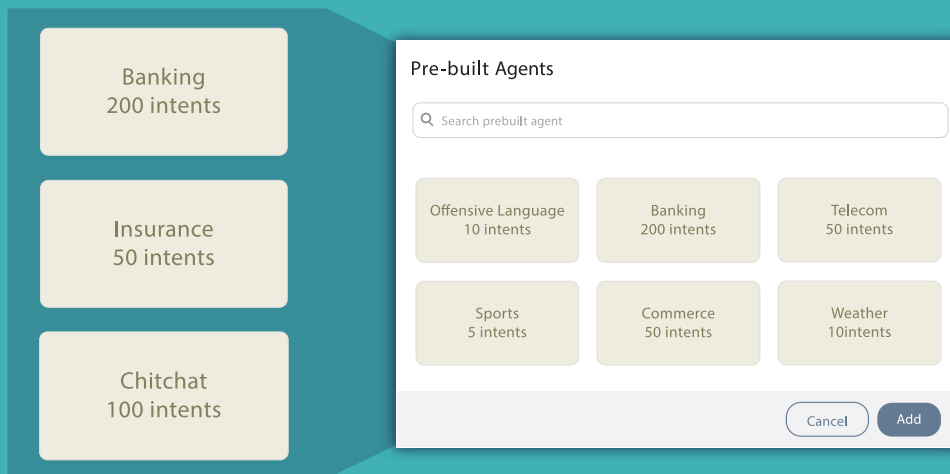 Banking
200 intents
Insurance
50 intents
Chitchat
100 intents
Pre-built Agents
Search prebuilt agent
Offensive Language
10 intents
Banking
200 intents
Telecom
50 intents
Sports
5 intents
Commerce
50 intents
Weather
10intents
Cancel
Add